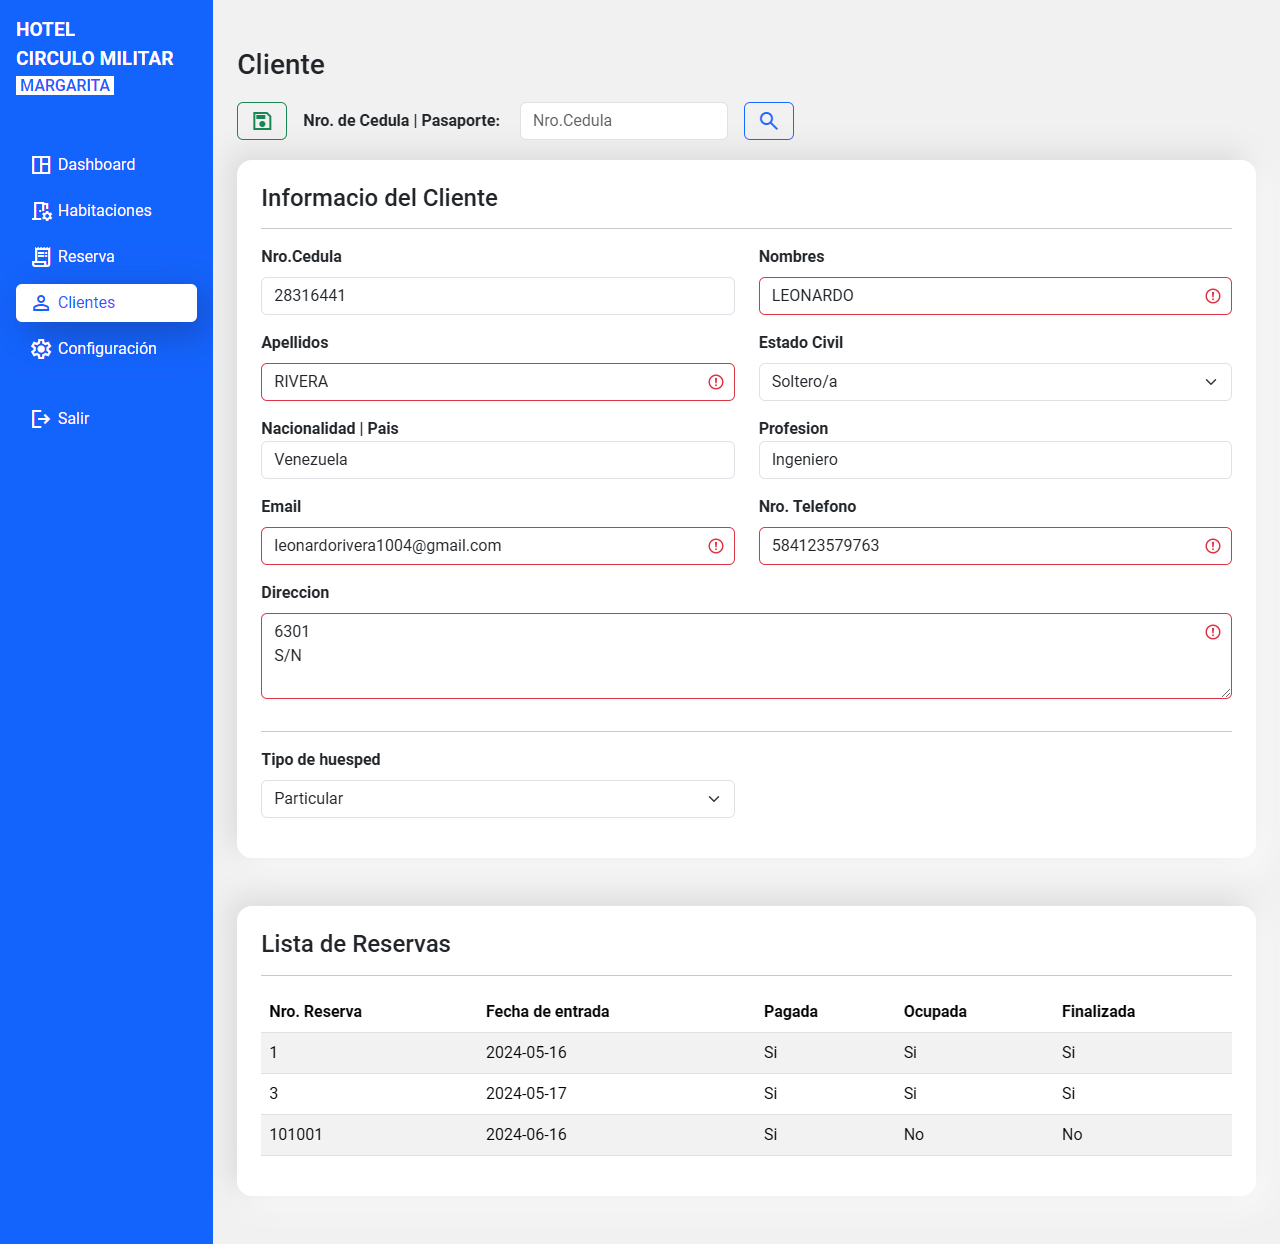 HOTEL
CIRCULO MILITAR
MARGARITA
Dashboard
Habitaciones
Reserva
Clientes
Configuración
Salir
Cliente
Nro. de Cedula | Pasaporte: Nro.Cedula
Informacio del Cliente
Nro.Cedula Nombres
28316441 LEONARDO
Apellidos Estado Civil
RIVERA Soltero/a
Nacionalidad | Pais Profesion
Venezuela Ingeniero
Email Nro. Telefono
leonardorivera1004@gmail.com 584123579763
Direccion
6301
S/N
Tipo de huesped
Particular
Lista de Reservas
Nro. Reserva Fecha de entrada Pagada Ocupada Finalizada
1 2024-05-16 Si Si Si
3 2024-05-17 Si Si Si
101001 2024-06-16 Si No No